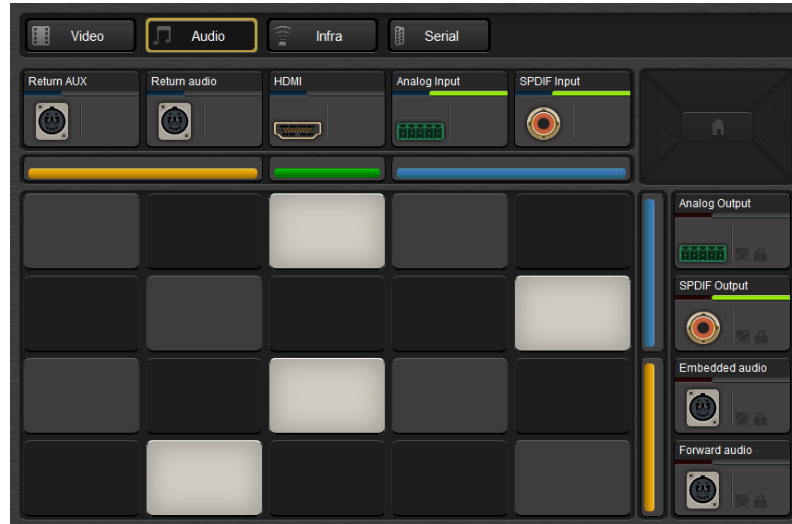 Video
Audio
Infra
Serial
Return AUX
Return audio
HDMI
Analog Input
SPDIF Input
Analog Output
SPDIF Output
Embedded audio
Forward audio